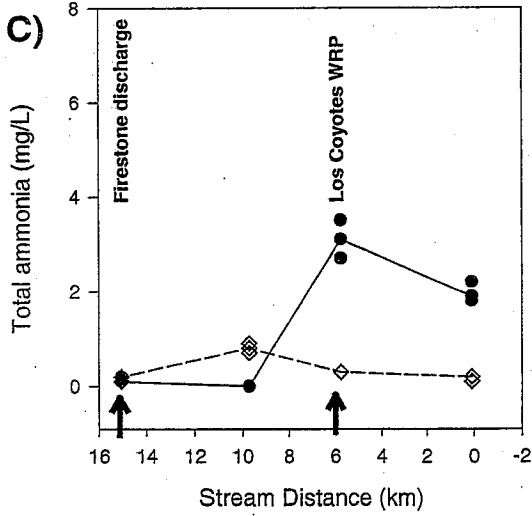 C)
Total ammonia (mg/L)
8
6
4
2
0
Firestone discharge
Los Coyotes WRP
16 14 12 10 8 6 4 2 0 -2
Stream Distance (km)